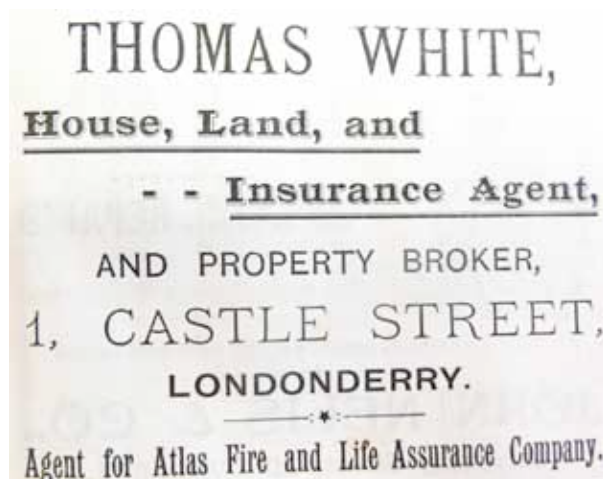 THOMAS WHITE,
House, Land, and
- - Insurance Agent,
AND PROPERTY BROKER,
1, CASTLE STREET,
LONDONDERRY.
Agent for Atlas Fire and Life Assurance Company.